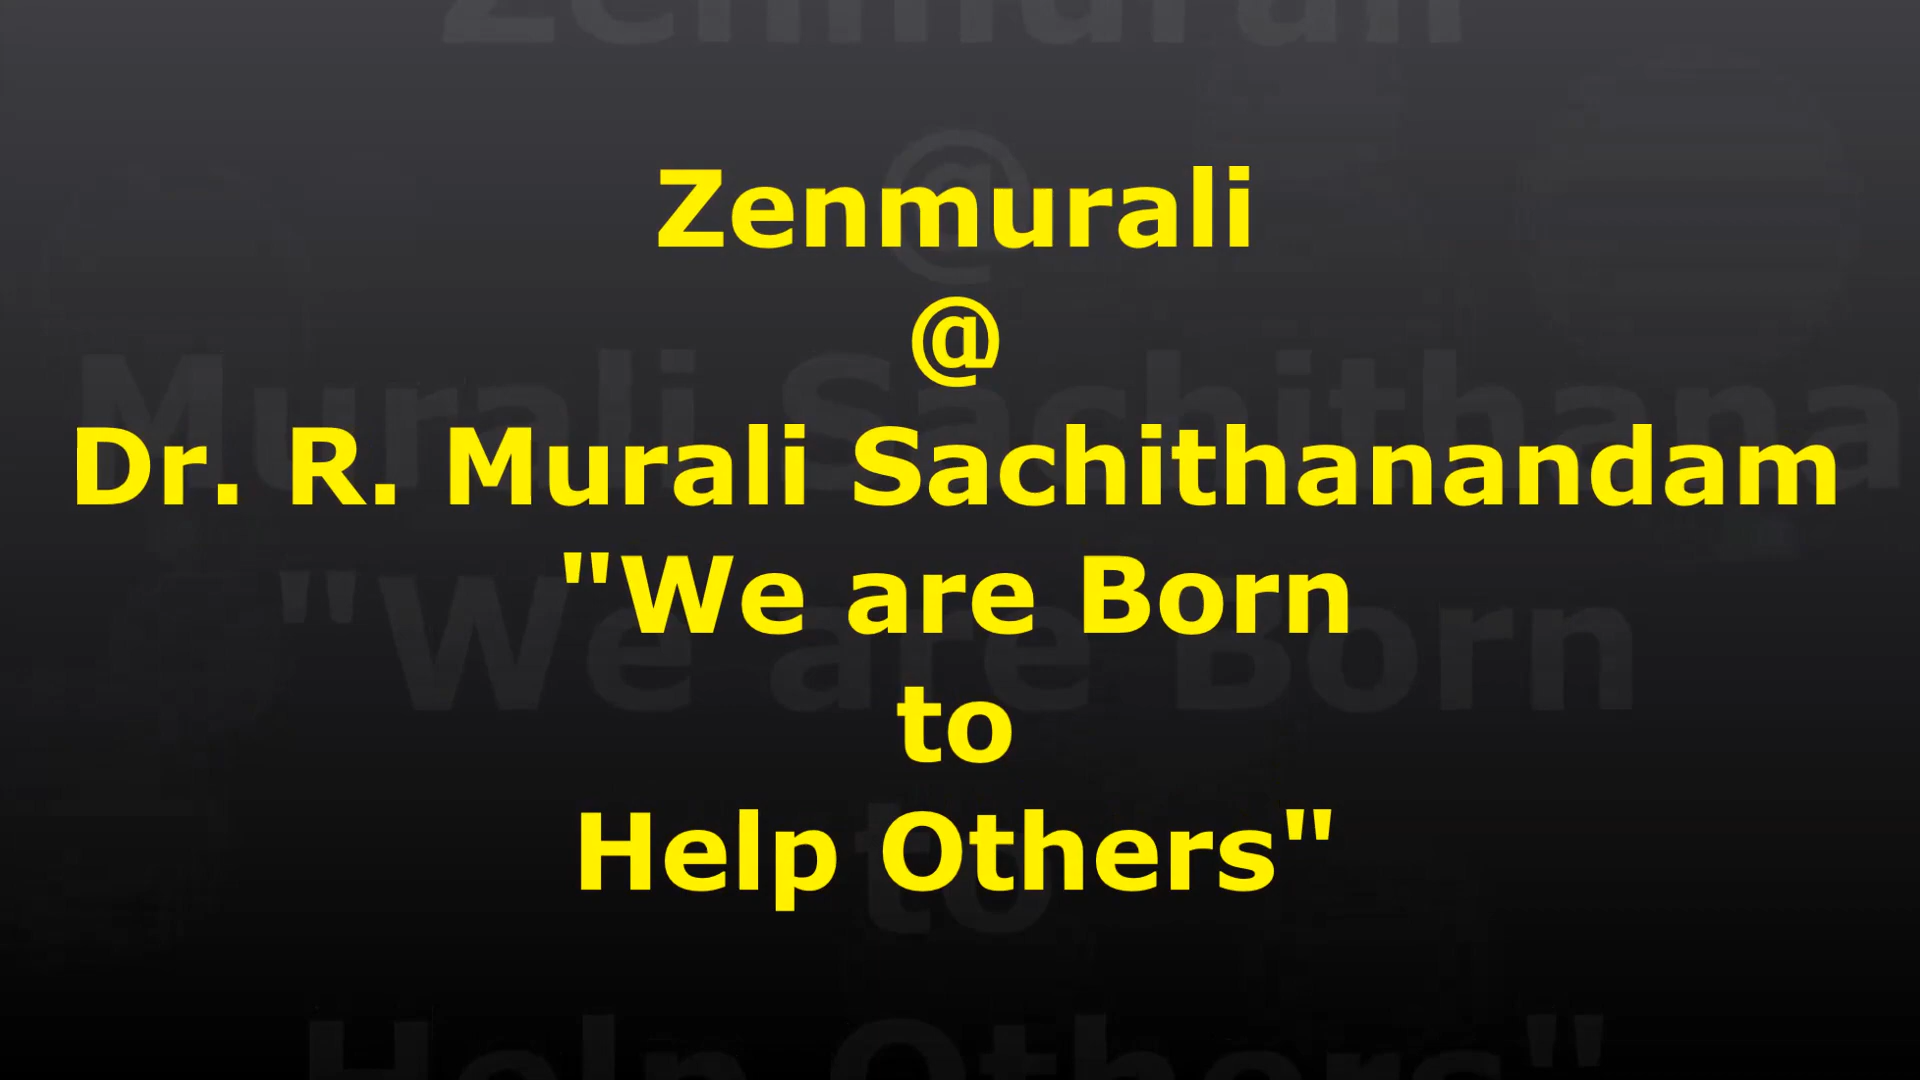 Zenmurali
@
Dr. R. Murali Sachithanandam
"We are Born
to
Help Others"